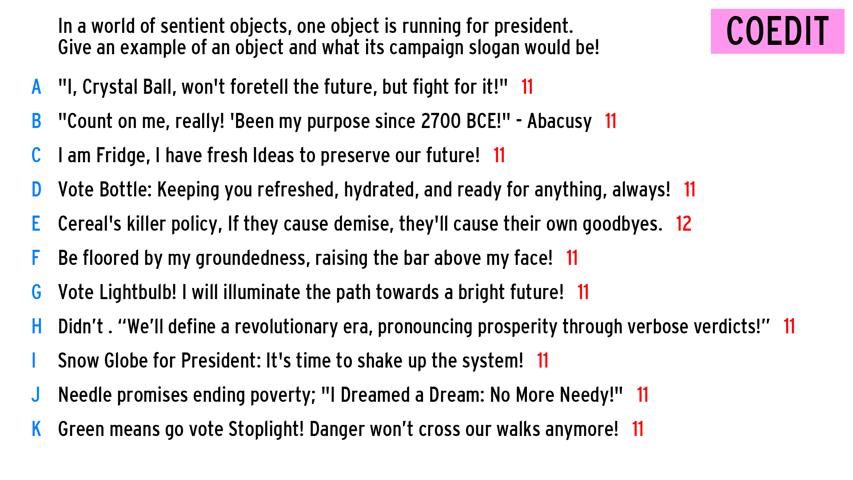 In a world of sentient objects, one object is running for president.
Give an example of an object and what its campaign slogan would be!
COEDIT
A "I, Crystal Ball, won't foretell the future, but fight for it!" 11
B "Count on me, really! 'Been my purpose since 2700 BCE!" - Abacusy 11
C I am Fridge, I have fresh Ideas to preserve our future! 11
D Vote Bottle: Keeping you refreshed, hydrated, and ready for anything, always! 11
E Cereal's killer policy, If they cause demise, they'll cause their own goodbyes. 12
F Be floored by my groundedness, raising the bar above my face! 11
G Vote Lightbulb! I will illuminate the path towards a bright future! 11
H Didn’t . “We’ll define a revolutionary era, pronouncing prosperity through verbose verdicts!” 11
I Snow Globe for President: It's time to shake up the system! 11
J Needle promises ending poverty; "I Dreamed a Dream: No More Needy!" 11
K Green means go vote Stoplight! Danger won’t cross our walks anymore! 11